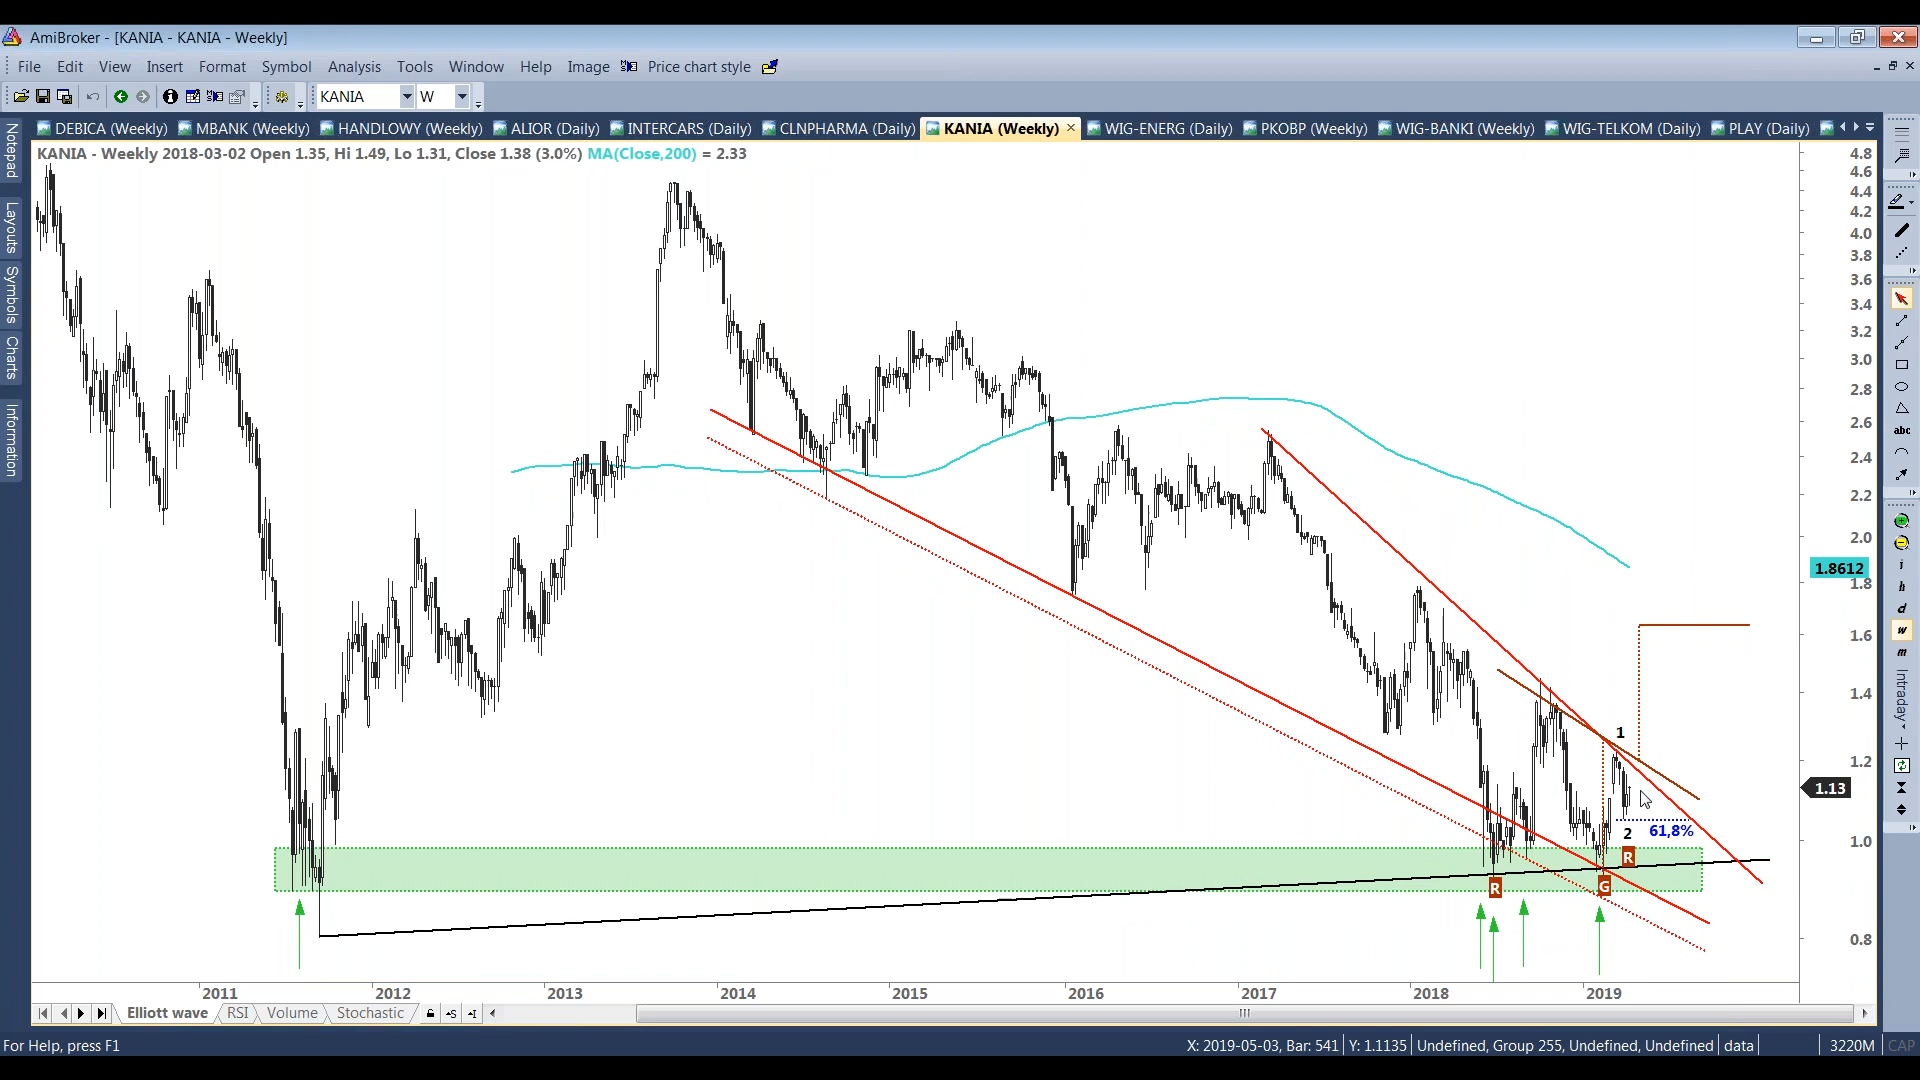 AmiBroker - [KANIA - KANIA - Weekly]
File Edit View Insert Format Symbol Analysis Tools Window Help Image Price chart style
KANIA W
DEBICA (Weekly) MBANK (Weekly) HANDLOWY (Weekly) ALIOR (Daily) INTERCARS (Daily) CLNPHARMA (Daily) KANIA (Weekly) WIG-ENERG (Daily) PKOBP (Weekly) WIG-BANKI (Weekly) WIG-TELKOM (Daily) PLAY (Daily)
KANIA - Weekly 2018-03-02 Open 1.35, Hi 1.49, Lo 1.31, Close 1.38 (3.0%) MA(Close,200) = 2.33
Notepad
Layouts
Symbols
Charts
Information
4.8
4.6
4.4
4.2
4.0
3.8
3.6
3.4
3.2
3.0
2.8
2.6
2.4
2.2
2.0
1.8612
1.8
1.6
1.4
1.2
1.13
1.0
0.8
1
2
61,8%
R
R
G
abc
i
h
d
w
m
Intraday
2011 2012 2013 2014 2015 2016 2017 2018 2019
Elliott wave RSI Volume Stochastic
For Help, press F1
X: 2019-05-03, Bar: 541 Y: 1.1135 Undefined, Group 255, Undefined, Undefined data 3220M CAP